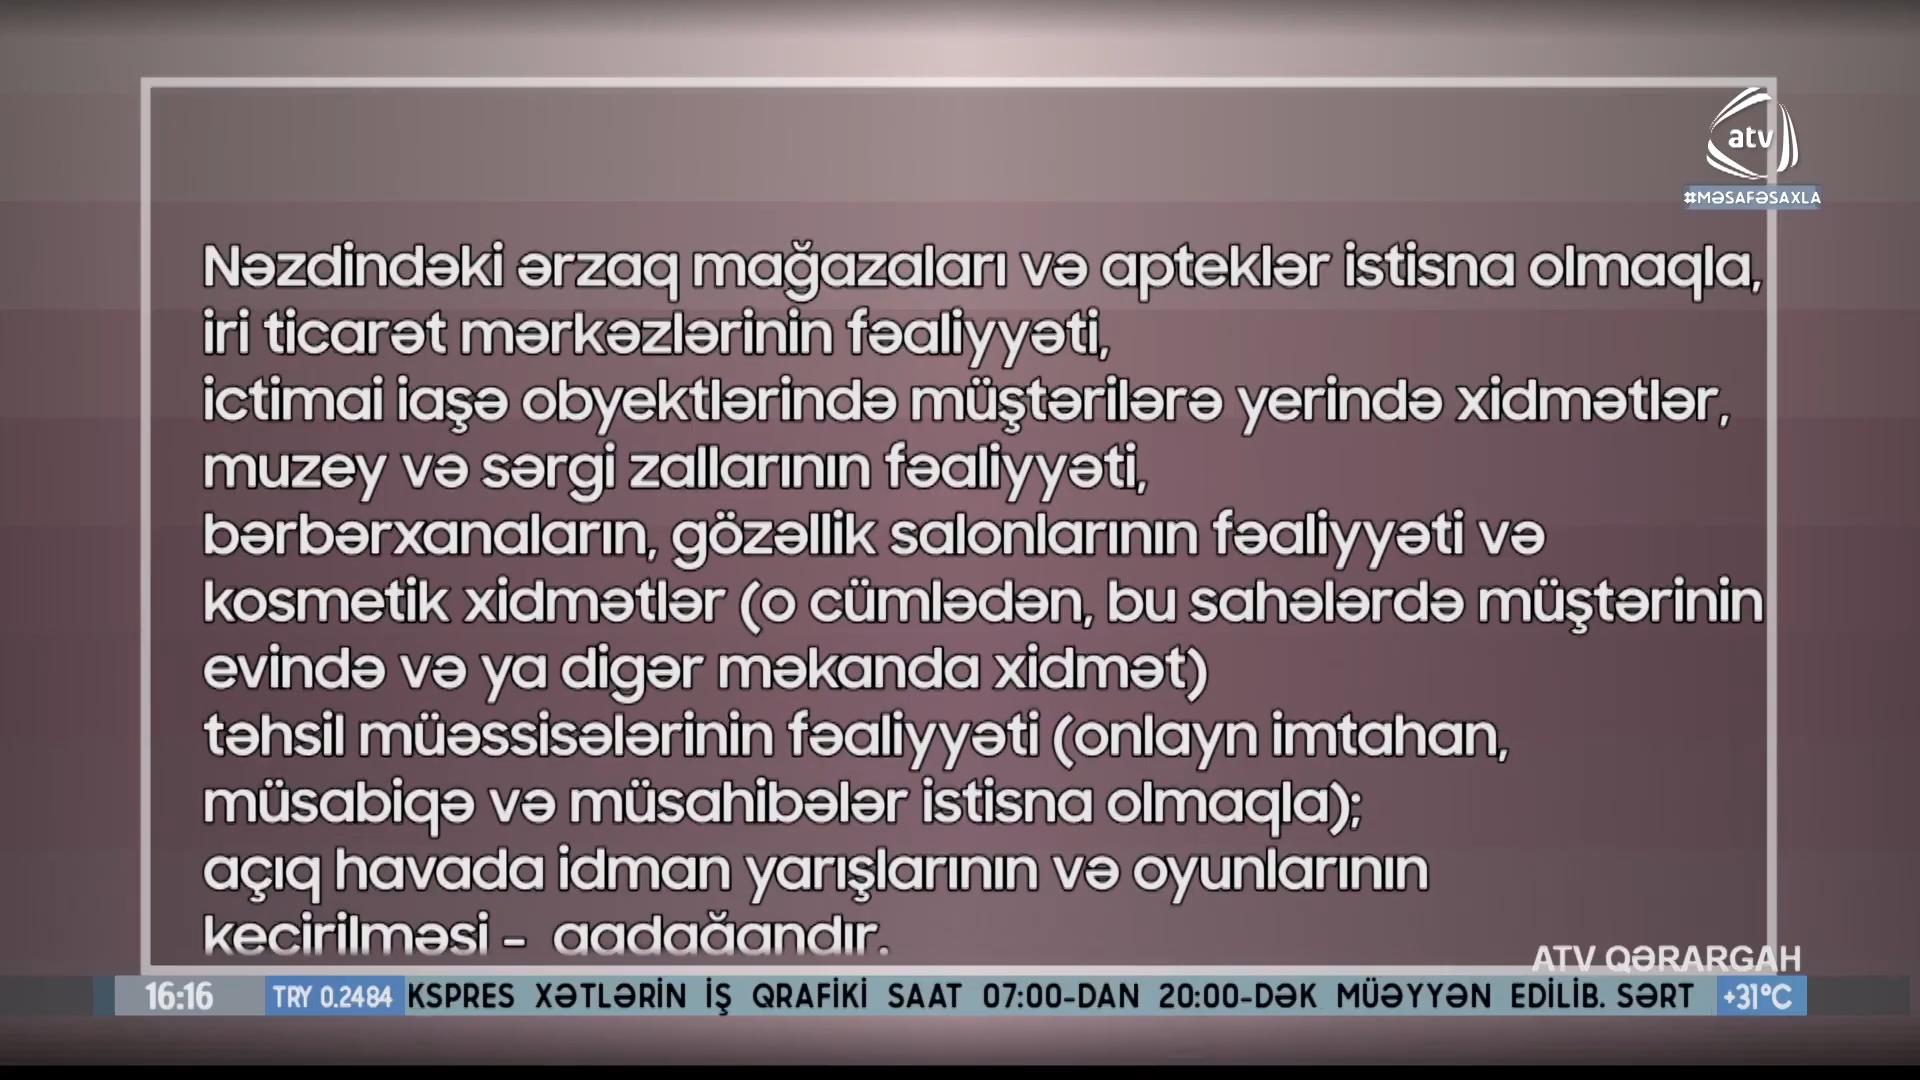 atv
#MƏSAFƏSAXLA
Nəzdindəki ərzaq mağazaları və apteklər istisna olmaqla,
iri ticarət mərkəzlərinin fəaliyyəti,
ictimai iaşə obyektlərində müştərilərə yerində xidmətlər,
muzey və sərgi zallarının fəaliyyəti,
bərbərxanaların, gözəllik salonlarının fəaliyyəti və
kosmetik xidmətlər (o cümlədən, bu sahələrdə müştərinin
evində və ya digər məkanda xidmət)
təhsil müəssisələrinin fəaliyyəti (onlayn imtahan,
müsabiqə və müsahibələr istisna olmaqla);
açıq havada idman yarışlarının və oyunlarının
keçirilməsi - qadağandır.
ATV QƏRARGAH
16:16 TRY 0.2484 KSPRES XƏTLƏRİN İŞ QRAFİKİ SAAT 07:00-DAN 20:00-DƏK MÜƏYYƏN EDİLİB. SƏRT +31°C